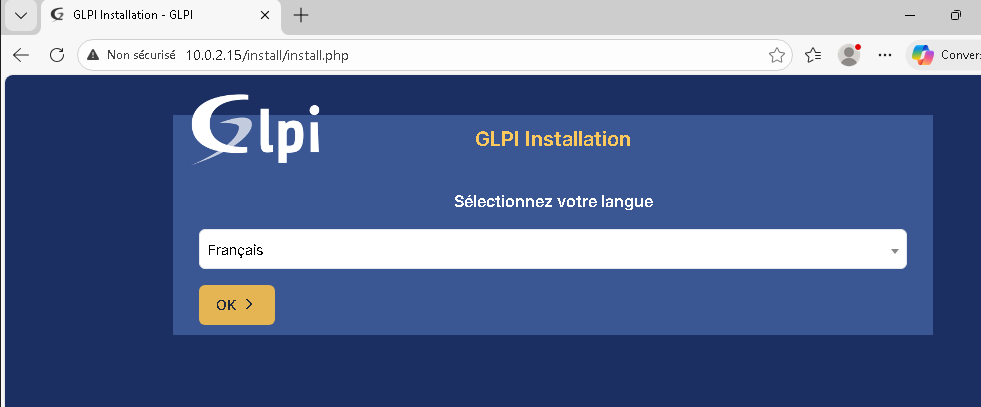 GLPI Installation - GLPI
Non sécurisé 10.0.2.15/install/install.php
Conver
Glpi
GLPI Installation
Sélectionnez votre langue
Français
OK